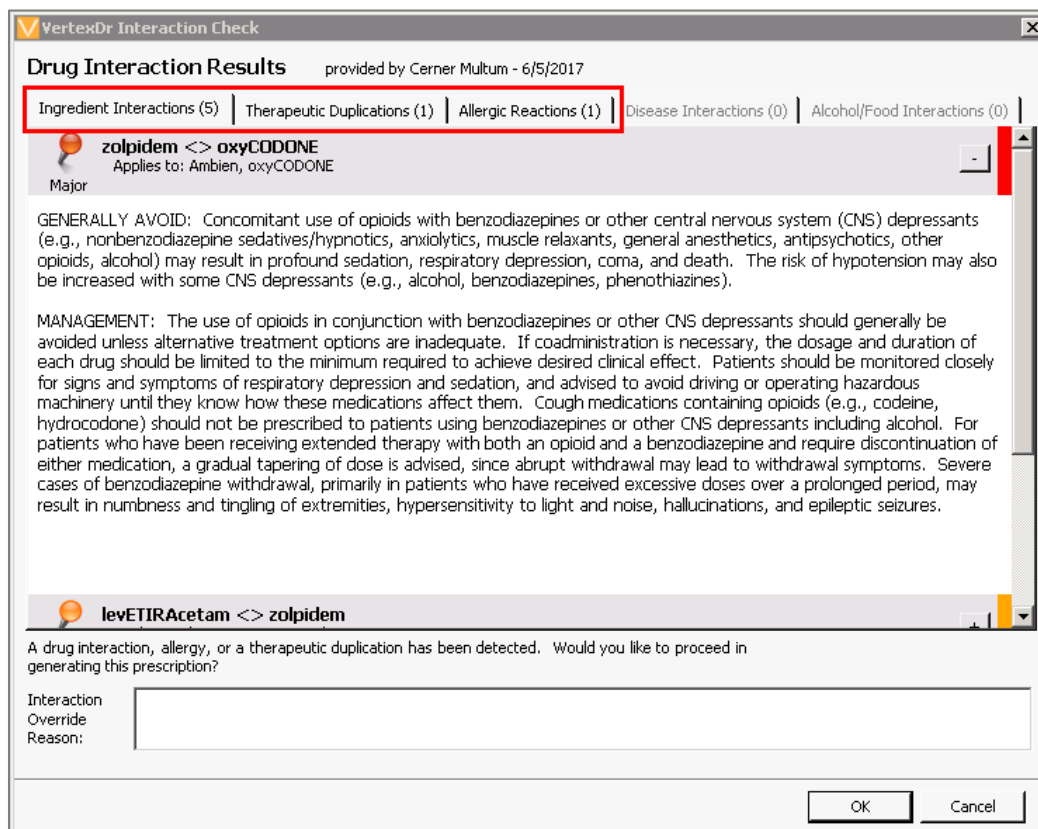 VertexDr Interaction Check
Drug Interaction Results provided by Cerner Multum - 6/5/2017
Ingredient Interactions (5) Therapeutic Duplications (1) Allergic Reactions (1) Disease Interactions (0) Alcohol/Food Interactions (0)
zolpidem <> oxyCODONE
Applies to: Ambien, oxyCODONE
-
Major
GENERALLY AVOID: Concomitant use of opioids with benzodiazepines or other central nervous system (CNS) depressants
(e.g., nonbenzodiazepine sedatives/hypnotics, anxiolytics, muscle relaxants, general anesthetics, antipsychotics, other
opioids, alcohol) may result in profound sedation, respiratory depression, coma, and death. The risk of hypotension may also
be increased with some CNS depressants (e.g., alcohol, benzodiazepines, phenothiazines).
MANAGEMENT: The use of opioids in conjunction with benzodiazepines or other CNS depressants should generally be
avoided unless alternative treatment options are inadequate. If coadministration is necessary, the dosage and duration of
each drug should be limited to the minimum required to achieve desired clinical effect. Patients should be monitored closely
for signs and symptoms of respiratory depression and sedation, and advised to avoid driving or operating hazardous
machinery until they know how these medications affect them. Cough medications containing opioids (e.g., codeine,
hydrocodone) should not be prescribed to patients using benzodiazepines or other CNS depressants including alcohol. For
patients who have been receiving extended therapy with both an opioid and a benzodiazepine and require discontinuation of
either medication, a gradual tapering of dose is advised, since abrupt withdrawal may lead to withdrawal symptoms. Severe
cases of benzodiazepine withdrawal, primarily in patients who have received excessive doses over a prolonged period, may
result in numbness and tingling of extremities, hypersensitivity to light and noise, hallucinations, and epileptic seizures.
levETIRAcetam <> zolpidem
+
A drug interaction, allergy, or a therapeutic duplication has been detected. Would you like to proceed in
generating this prescription?
Interaction
Override
Reason:
OK Cancel